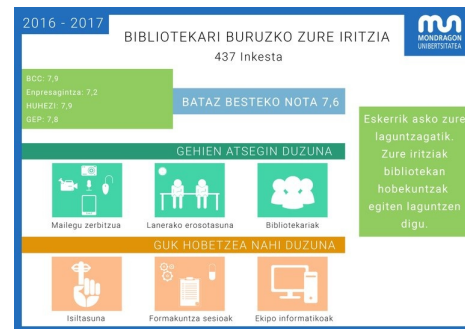 2016 - 2017
BIBLIOTEKARI BURUZKO ZURE IRITZIA
437 Inkesta
MONDRAGON
UNIBERTSITATEA
BCC: 7,9
Enpresagintza: 7,2
HUHEZI: 7,9
GEP: 7,8
BATAZ BESTEKO NOTA 7,6
Eskerrik asko zure
laguntzagatik.
Zure iritziak
bibliotekan
hobekuntzak
egiten laguntzen
digu.
GEHIEN ATSEGIN DUZUNA
Mailegu zerbitzua
Lanerako erosotasuna
Bibliotekariak
GUK HOBETZEA NAHI DUZUNA
Isiltasuna
Formakuntza sesioak
Ekipo informatikoak